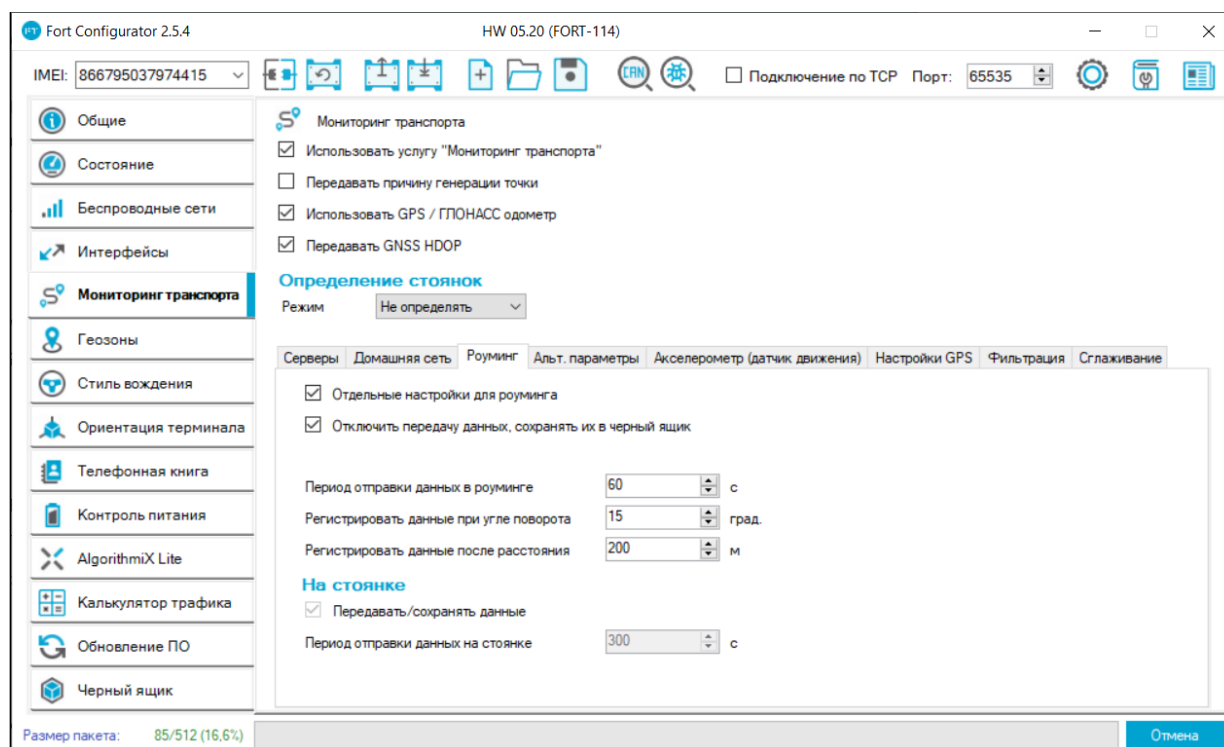 Fort Configurator 2.5.4 HW 05.20 (FORT-114)
IMEI: 866795037974415 CAN Подключение по TCP Порт: 65535
Общие
Состояние
Беспроводные сети
Интерфейсы
Мониторинг транспорта
Геозоны
Стиль вождения
Ориентация терминала
Телефонная книга
Контроль питания
AlgorithmiX Lite
Калькулятор трафика
Обновление ПО
Черный ящик
Мониторинг транспорта
Использовать услугу "Мониторинг транспорта"
Передавать причину генерации точки
Использовать GPS / ГЛОНАСС одометр
Передавать GNSS HDOP
Определение стоянок
Режим Не определять
Серверы Домашняя сеть Роуминг Альт. параметры Акселерометр (датчик движения) Настройки GPS Фильтрация Сглаживание
Отдельные настройки для роуминга
Отключить передачу данных, сохранять их в черный ящик
Период отправки данных в роуминге 60 с
Регистрировать данные при угле поворота 15 град.
Регистрировать данные после расстояния 200 м
На стоянке
Передавать/сохранять данные
Период отправки данных на стоянке 300 с
Размер пакета: 85/512 (16,6%) Отмена